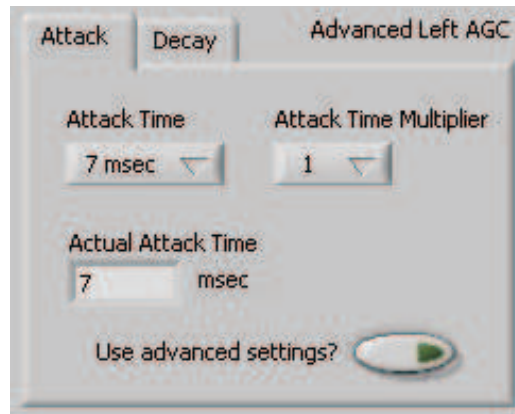 Attack Decay Advanced Left AGC
Attack Time Attack Time Multiplier
7 msec 1
Actual Attack Time
7 msec
Use advanced settings?